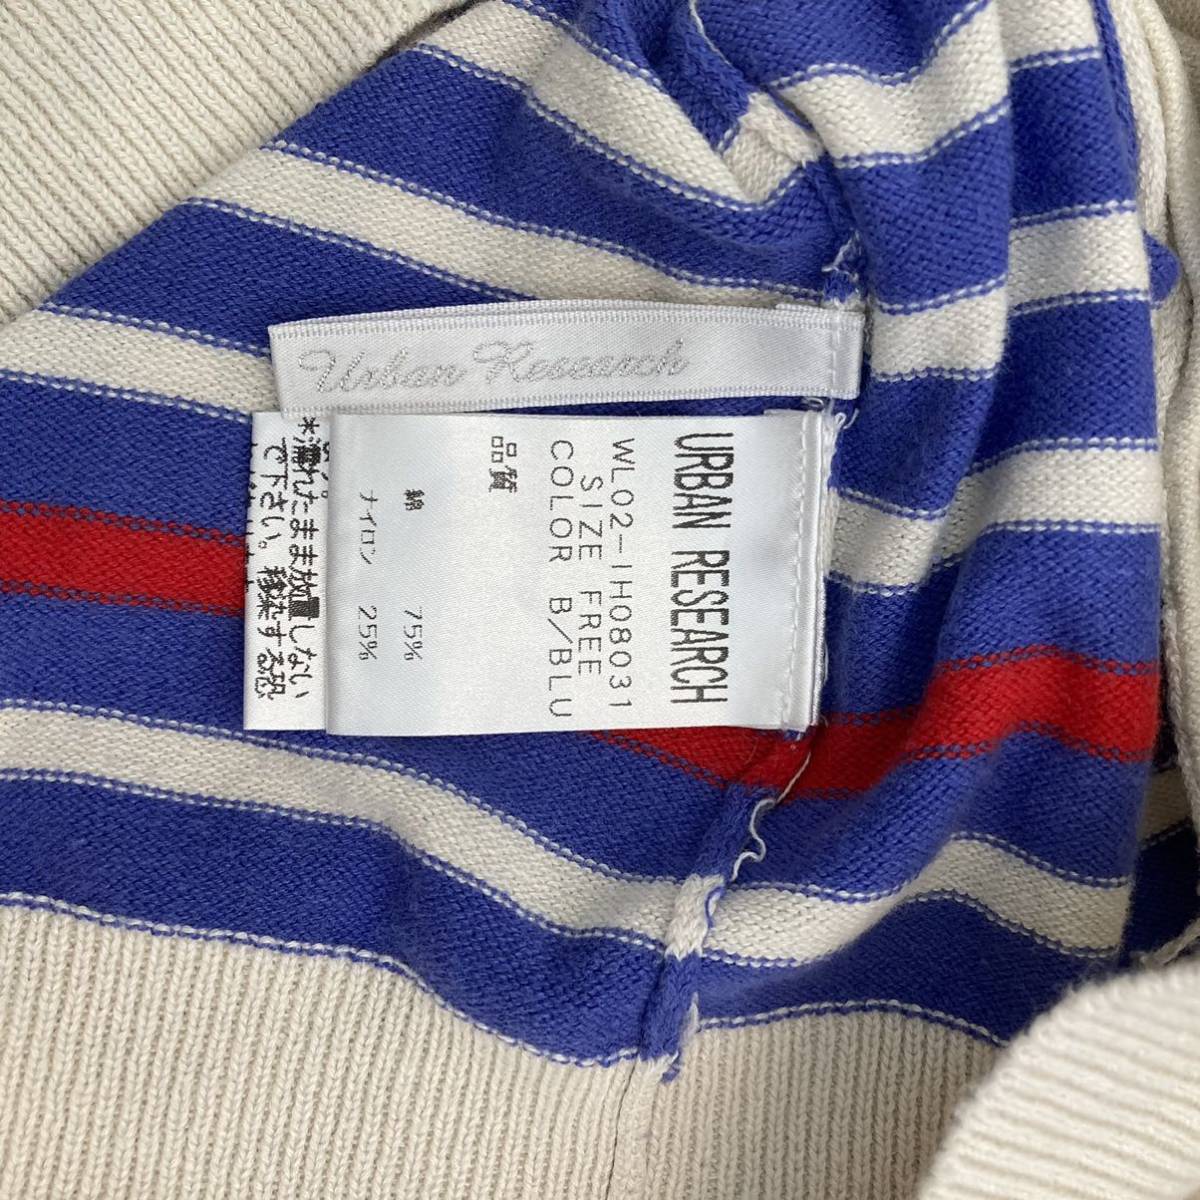 Urban Research
URBAN RESEARCH
WL02-1H08031
SIZE FREE
COLOR B/BLU
品質
綿 75%
ナイロン 25%
*濡れたまま放置しない
で下さい。移染する恐